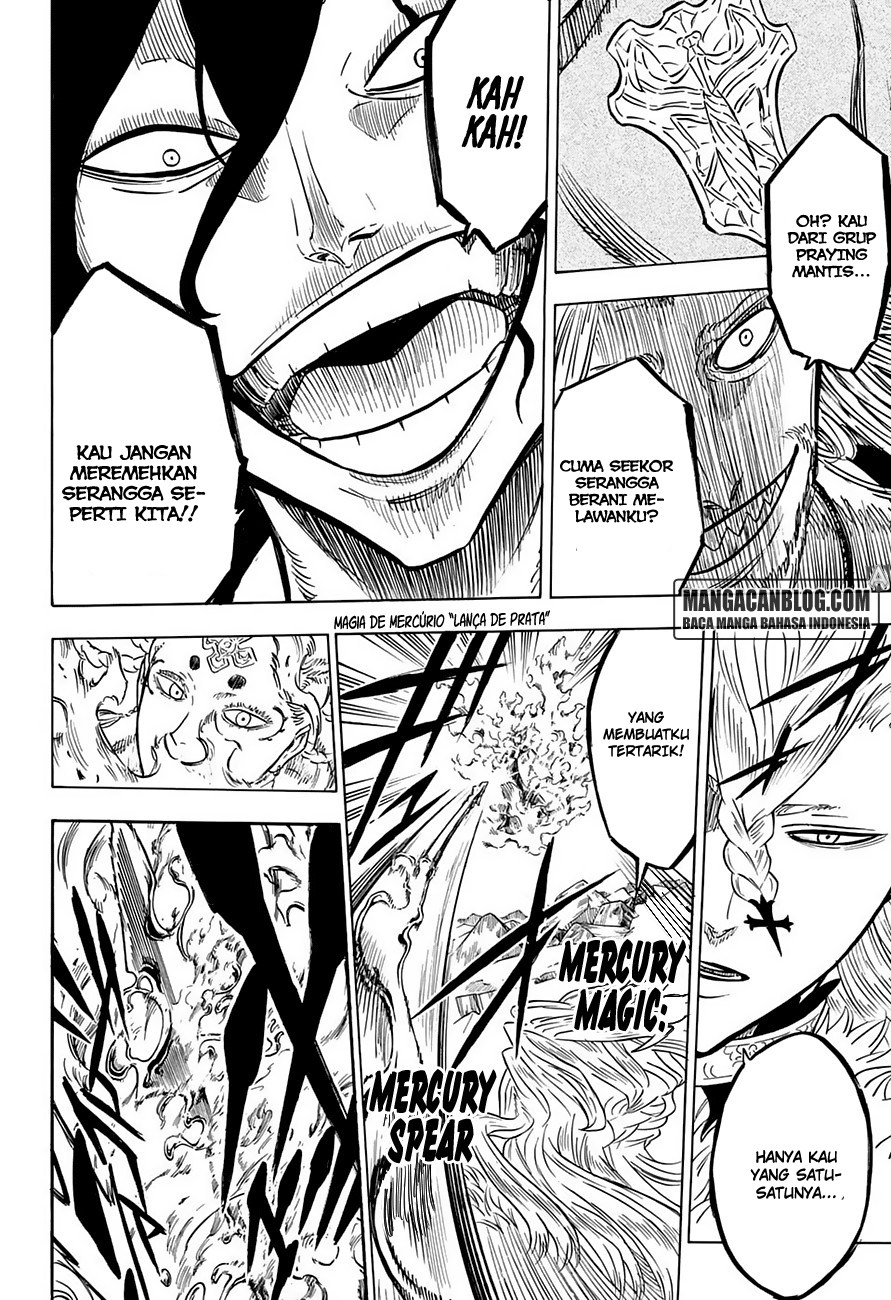 OH? KAU
DARI GRUP
PRAYING
MANTIS...
CUMA SEEKOR
SERANGGA
BERANI ME-
LAWANKU?
KAH
KAH!
KAU JANGAN
MEREMEHKAN
SERANGGA SE-
PERTI KITA!!
MANGACANBLOG.COM
BACA MANGA BAHASA INDONESIA
HANYA KAU
YANG SATU-
SATUNYA...
YANG
MEMBUATKU
TERTARIK!
MAGIA DE MERCÚRIO "LANÇA DE PRATA"
MERCURY
MAGIC:
MERCURY
SPEAR